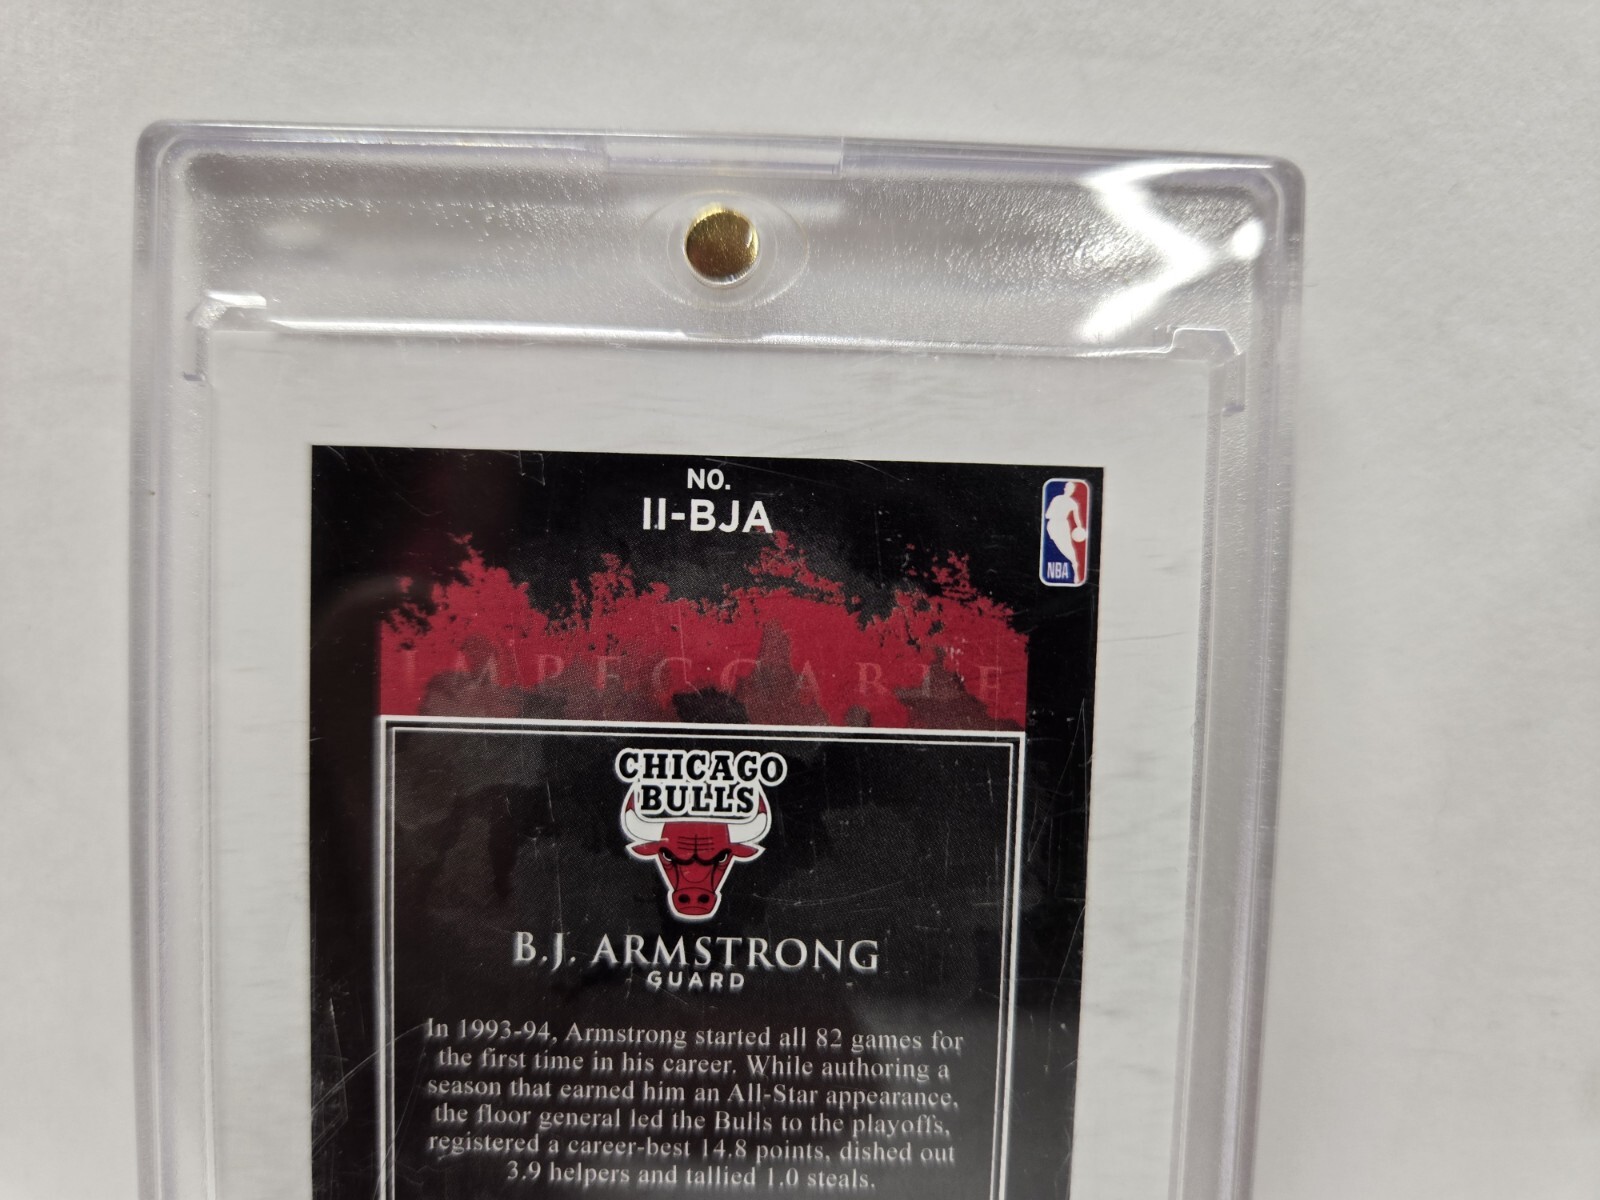 NO.
II-BJA
NBA
IMPECCABLE
CHICAGO
BULLS
B.J. ARMSTRONG
GUARD
In 1993-94, Armstrong started all 82 games for
the first time in his career. While authoring a
season that earned him an All-Star appearance,
the floor general led the Bulls to the playoffs,
registered a career-best 14.8 points, dished out
3.9 helpers and tallied 1.0 steals.